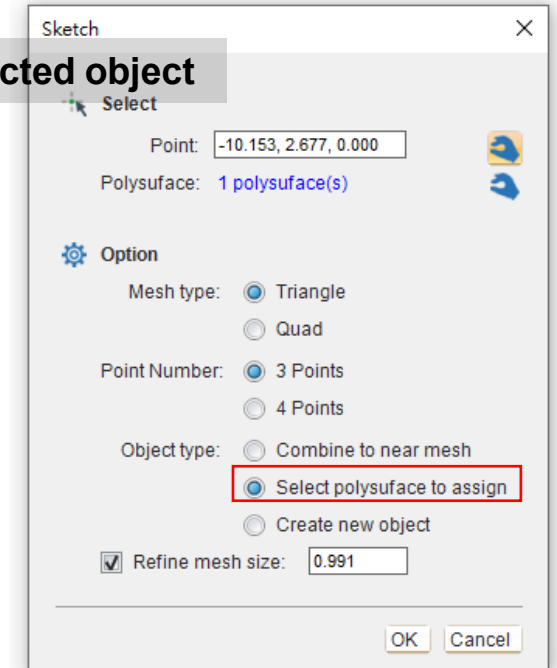 Sketch
cted object
Select
Point: -10.153, 2.677, 0.000
Polysuface: 1 polysuface(s)
Option
Mesh type: Triangle
Quad
Point Number: 3 Points
4 Points
Object type: Combine to near mesh
Select polysuface to assign
Create new object
Refine mesh size: 0.991
OK Cancel